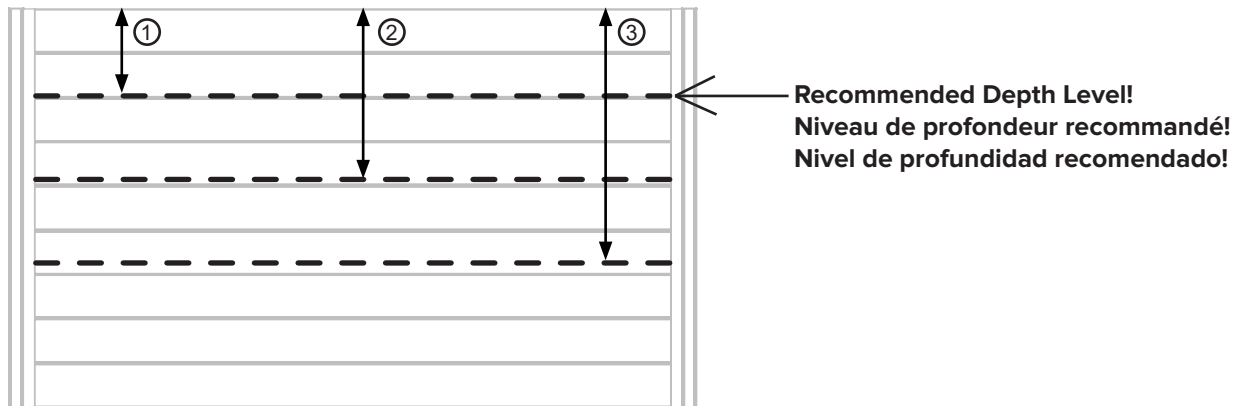 ① ② ③
Recommended Depth Level!
Niveau de profondeur recommandé!
Nivel de profundidad recomendado!